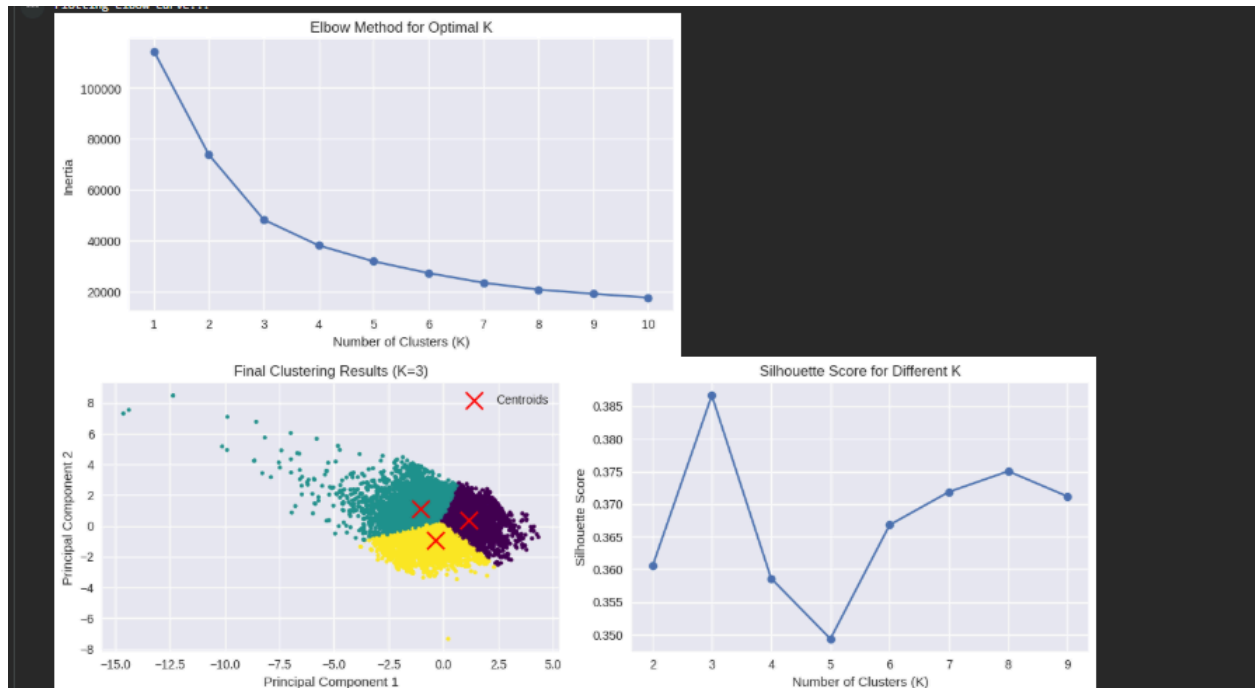 Plotting elbow curve...
Elbow Method for Optimal K
100000
80000
60000
40000
20000
Inertia
1 2 3 4 5 6 7 8 9 10
Number of Clusters (K)
Final Clustering Results (K=3)
Centroids
8
6
4
2
0
−2
−4
−6
−8
Principal Component 2
−15.0 −12.5 −10.0 −7.5 −5.0 −2.5 0.0 2.5 5.0
Principal Component 1
Silhouette Score for Different K
0.385
0.380
0.375
0.370
0.365
0.360
0.355
0.350
Silhouette Score
2 3 4 5 6 7 8 9
Number of Clusters (K)